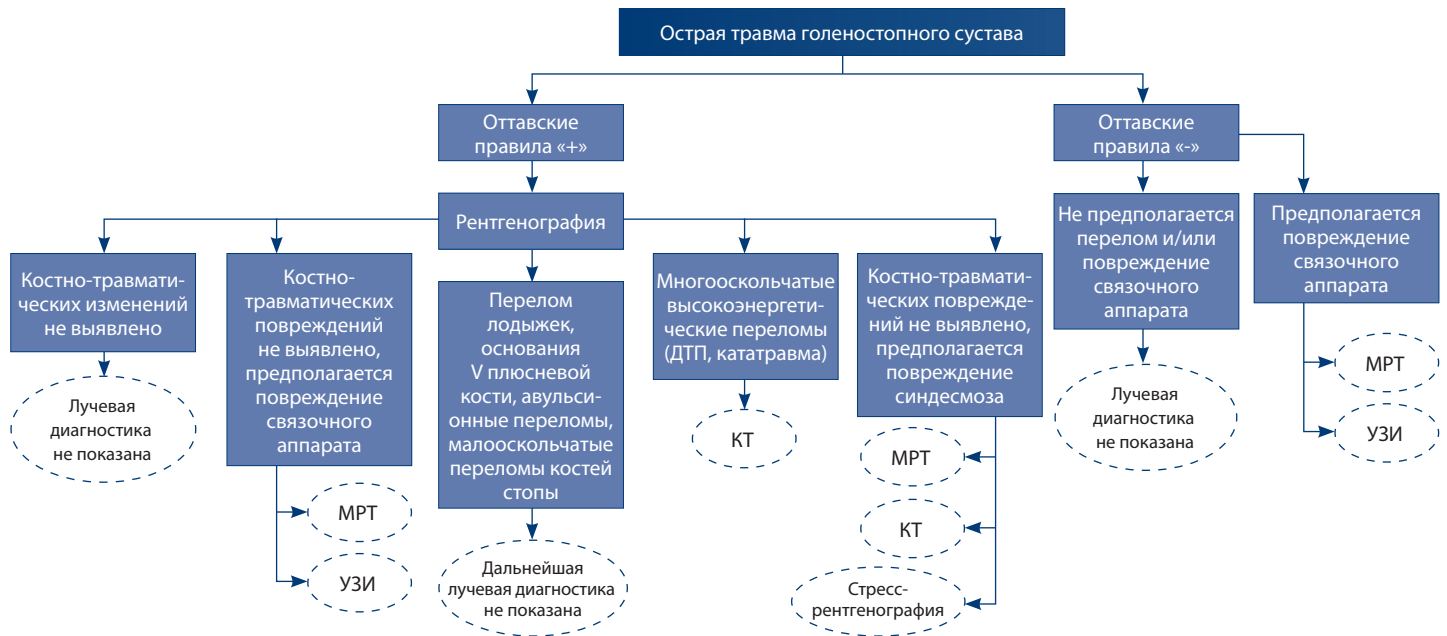 Острая травма голеностопного сустава
Оттавские
правила «+»
Оттавские
правила «-»
Рентгенография
Не предполагается
перелом и/или
повреждение
связочного
аппарата
Предполагается
повреждение
связочного
аппарата
Костно-травмати-
ческих изменений
не выявлено
Костно-
травматических
повреждений
не выявлено,
предполагается
повреждение
связочного
аппарата
Перелом
лодыжек,
основания
V плюсневой
кости, авульси-
онные переломы,
малооскольчатые
переломы костей
стопы
Многооскольчатые
высокоэнергети-
ческие переломы
(ДТП, кататравма)
Костно-травмати-
ческих поврежде-
ний не выявлено,
предполагается
повреждение
синдесмоза
Лучевая
диагностика
не показана
МРТ
УЗИ
Дальнейшая
лучевая диагностика
не показана
КТ
МРТ
КТ
Стресс-
рентгенография
Лучевая
диагностика
не показана
МРТ
УЗИ